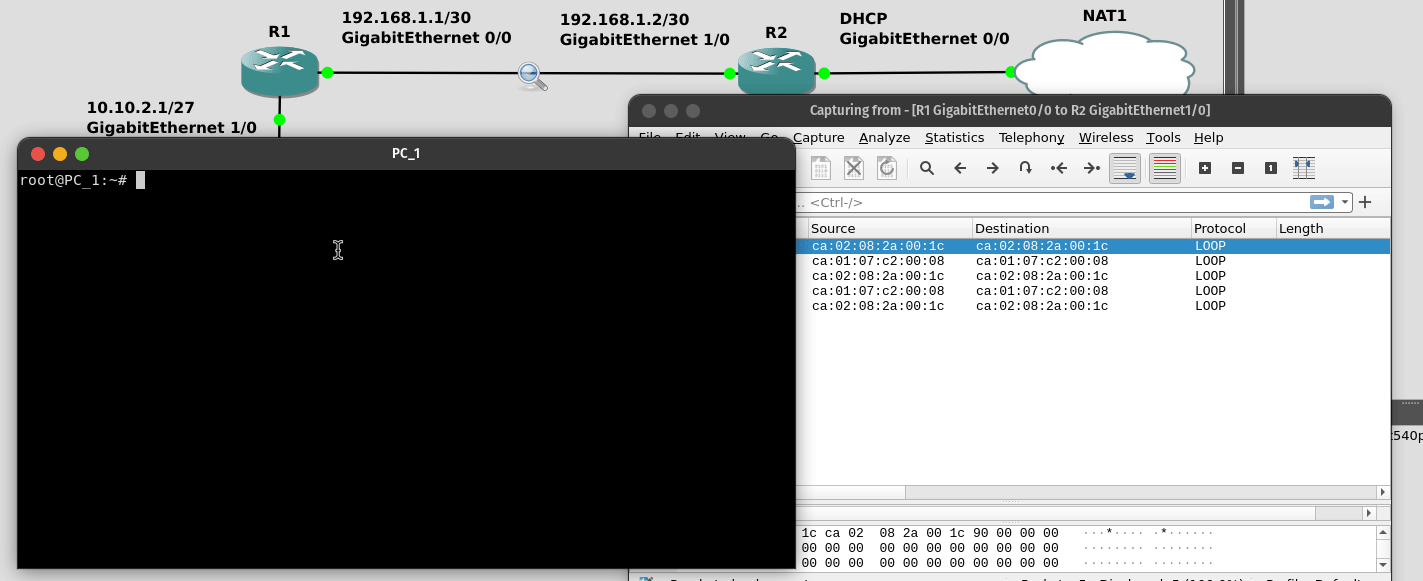 R1
192.168.1.1/30
GigabitEthernet 0/0
192.168.1.2/30
GigabitEthernet 1/0
R2
DHCP
GigabitEthernet 0/0
NAT1
10.10.2.1/27
GigabitEthernet 1/0
Capturing from - [R1 GigabitEthernet0/0 to R2 GigabitEthernet1/0]
File Edit View Go Capture Analyze Statistics Telephony Wireless Tools Help
PC_1
root@PC_1:~#
… <Ctrl-/>
Source Destination Protocol Length
ca:02:08:2a:00:1c ca:02:08:2a:00:1c LOOP
ca:01:07:c2:00:08 ca:01:07:c2:00:08 LOOP
ca:02:08:2a:00:1c ca:02:08:2a:00:1c LOOP
ca:01:07:c2:00:08 ca:01:07:c2:00:08 LOOP
ca:02:08:2a:00:1c ca:02:08:2a:00:1c LOOP
:540p
1c ca 02 08 2a 00 1c 90 00 00 00 ···*···· ·*······
00 00 00 00 00 00 00 00 00 00 00 ········ ········
00 00 00 00 00 00 00 00 00 00 00 ········ ········